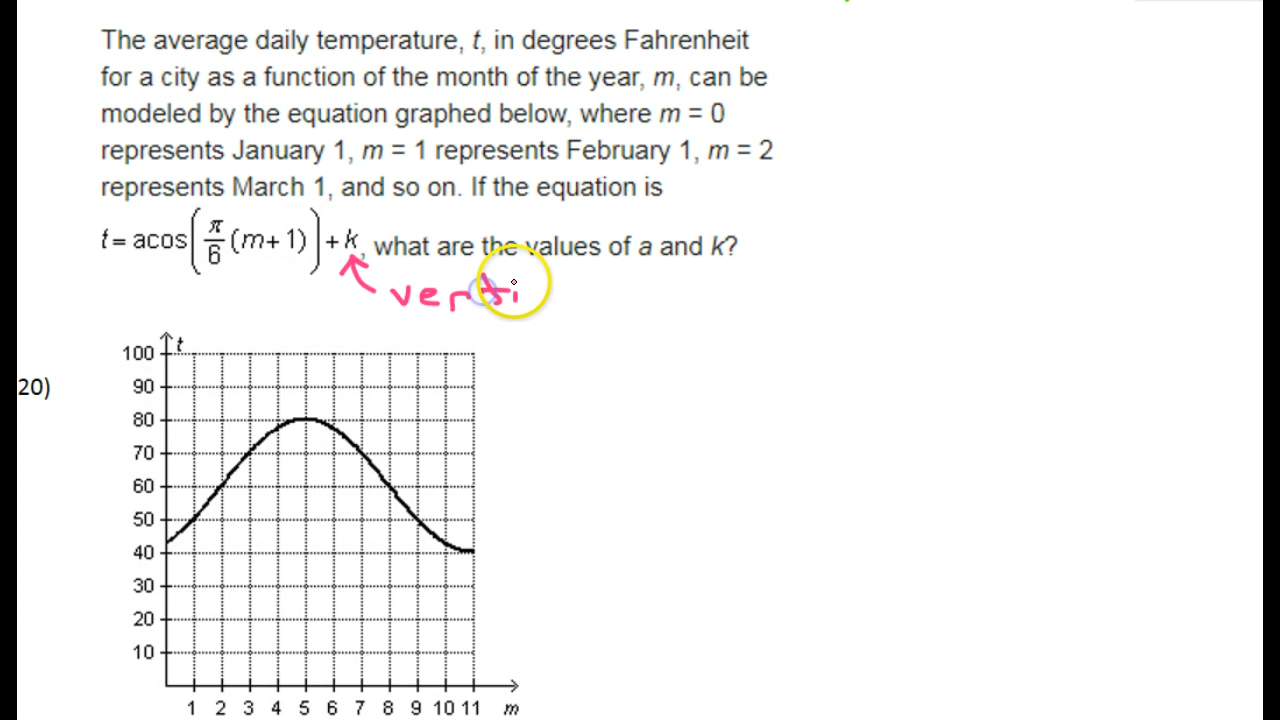 The average daily temperature, t, in degrees Fahrenheit
for a city as a function of the month of the year, m, can be
modeled by the equation graphed below, where m = 0
represents January 1, m = 1 represents February 1, m = 2
represents March 1, and so on. If the equation is
t = acos(π/6 (m+1)) + k, what are the values of a and k?
verti
20)
t
100
90
80
70
60
50
40
30
20
10
1 2 3 4 5 6 7 8 9 10 11 m